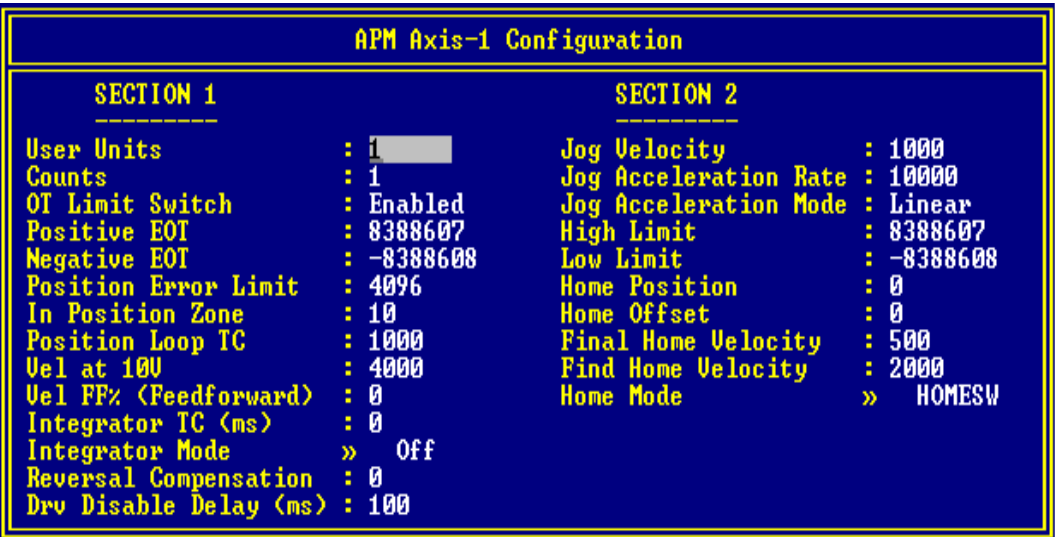 APM Axis-1 Configuration
SECTION 1
---------
User Units : 1
Counts : 1
OT Limit Switch : Enabled
Positive EOT : 8388607
Negative EOT : -8388608
Position Error Limit : 4096
In Position Zone : 10
Position Loop TC : 1000
Vel at 10V : 4000
Vel FF% (Feedforward) : 0
Integrator TC (ms) : 0
Integrator Mode » Off
Reversal Compensation : 0
Drv Disable Delay (ms) : 100
SECTION 2
---------
Jog Velocity : 1000
Jog Acceleration Rate : 10000
Jog Acceleration Mode : Linear
High Limit : 8388607
Low Limit : -8388608
Home Position : 0
Home Offset : 0
Final Home Velocity : 500
Find Home Velocity : 2000
Home Mode » HOMESW